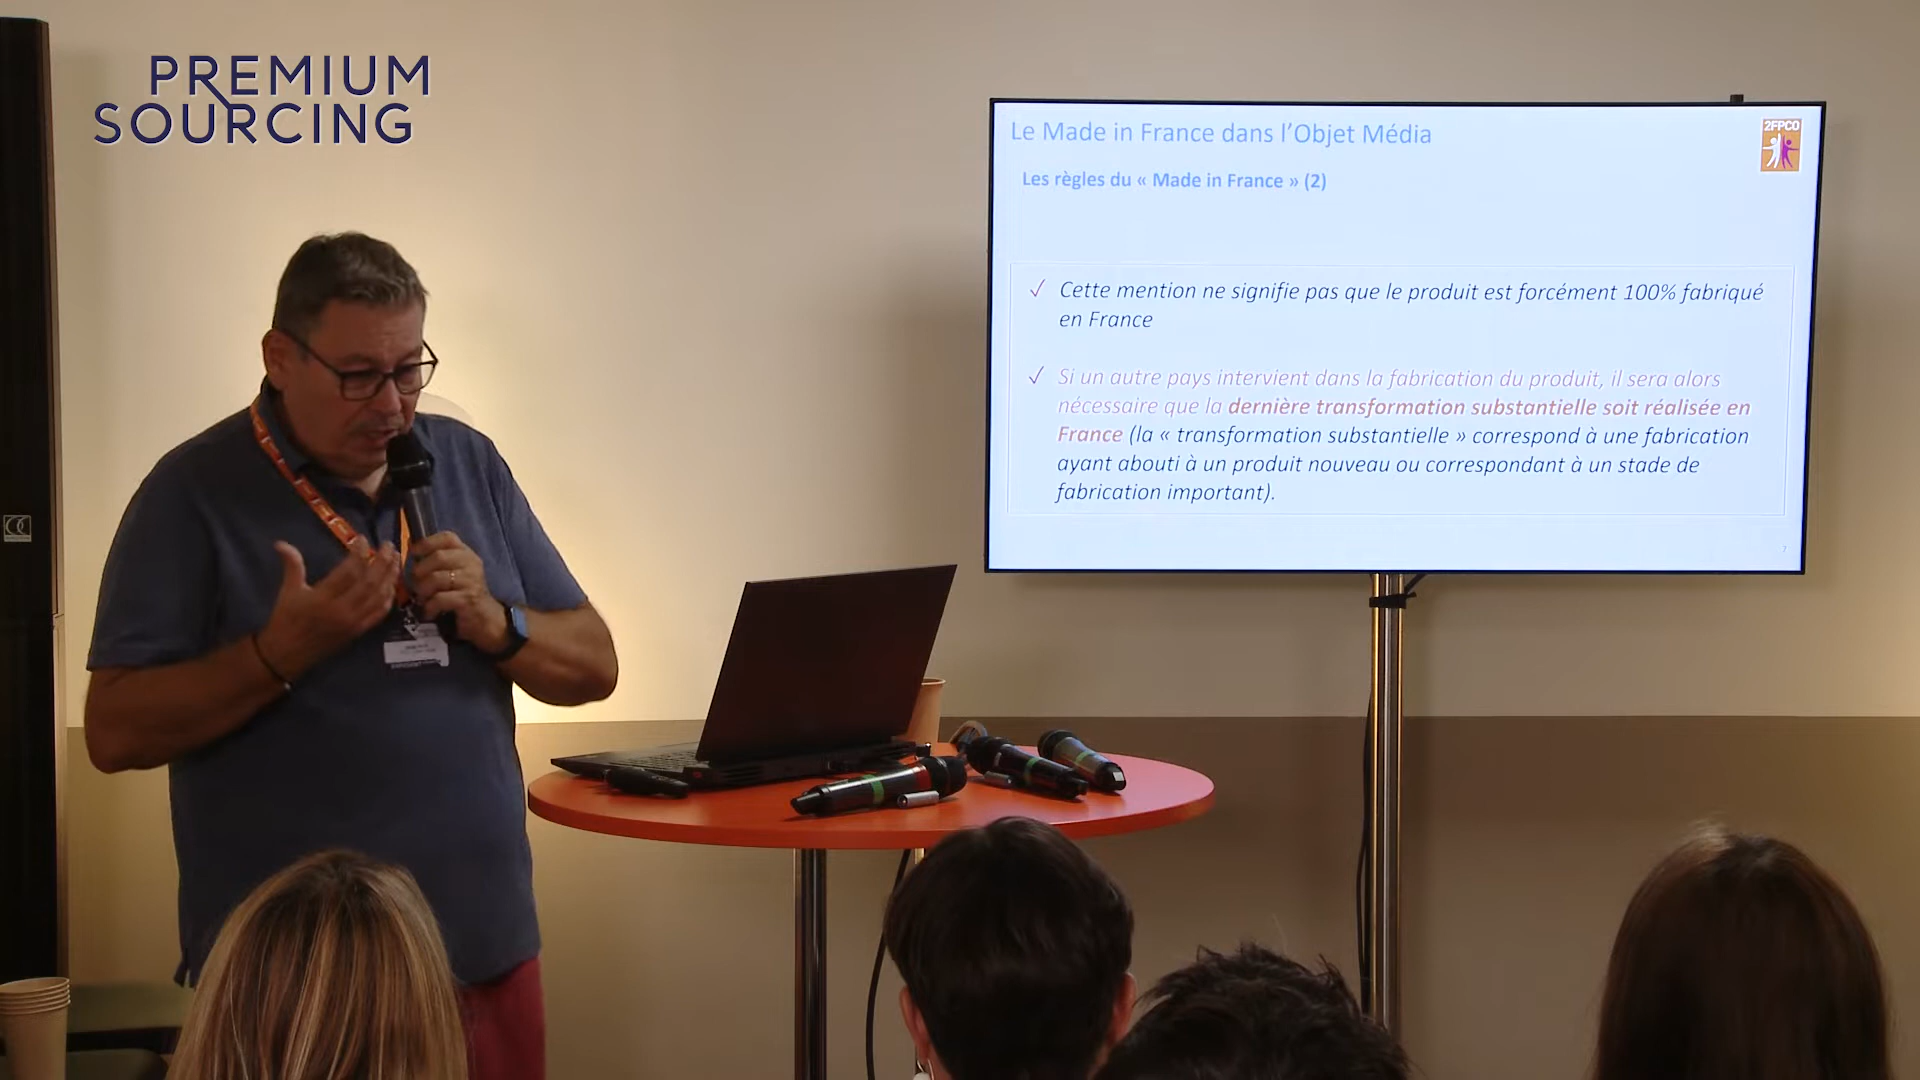 PREMIUM
SOURCING
Le Made in France dans l'Objet Média
2FPCO
Les règles du « Made in France » (2)
✓ Cette mention ne signifie pas que le produit est forcément 100% fabriqué
en France
✓ Si un autre pays intervient dans la fabrication du produit, il sera alors
nécessaire que la dernière transformation substantielle soit réalisée en
France (la « transformation substantielle » correspond à une fabrication
ayant abouti à un produit nouveau ou correspondant à un stade de
fabrication important).
7